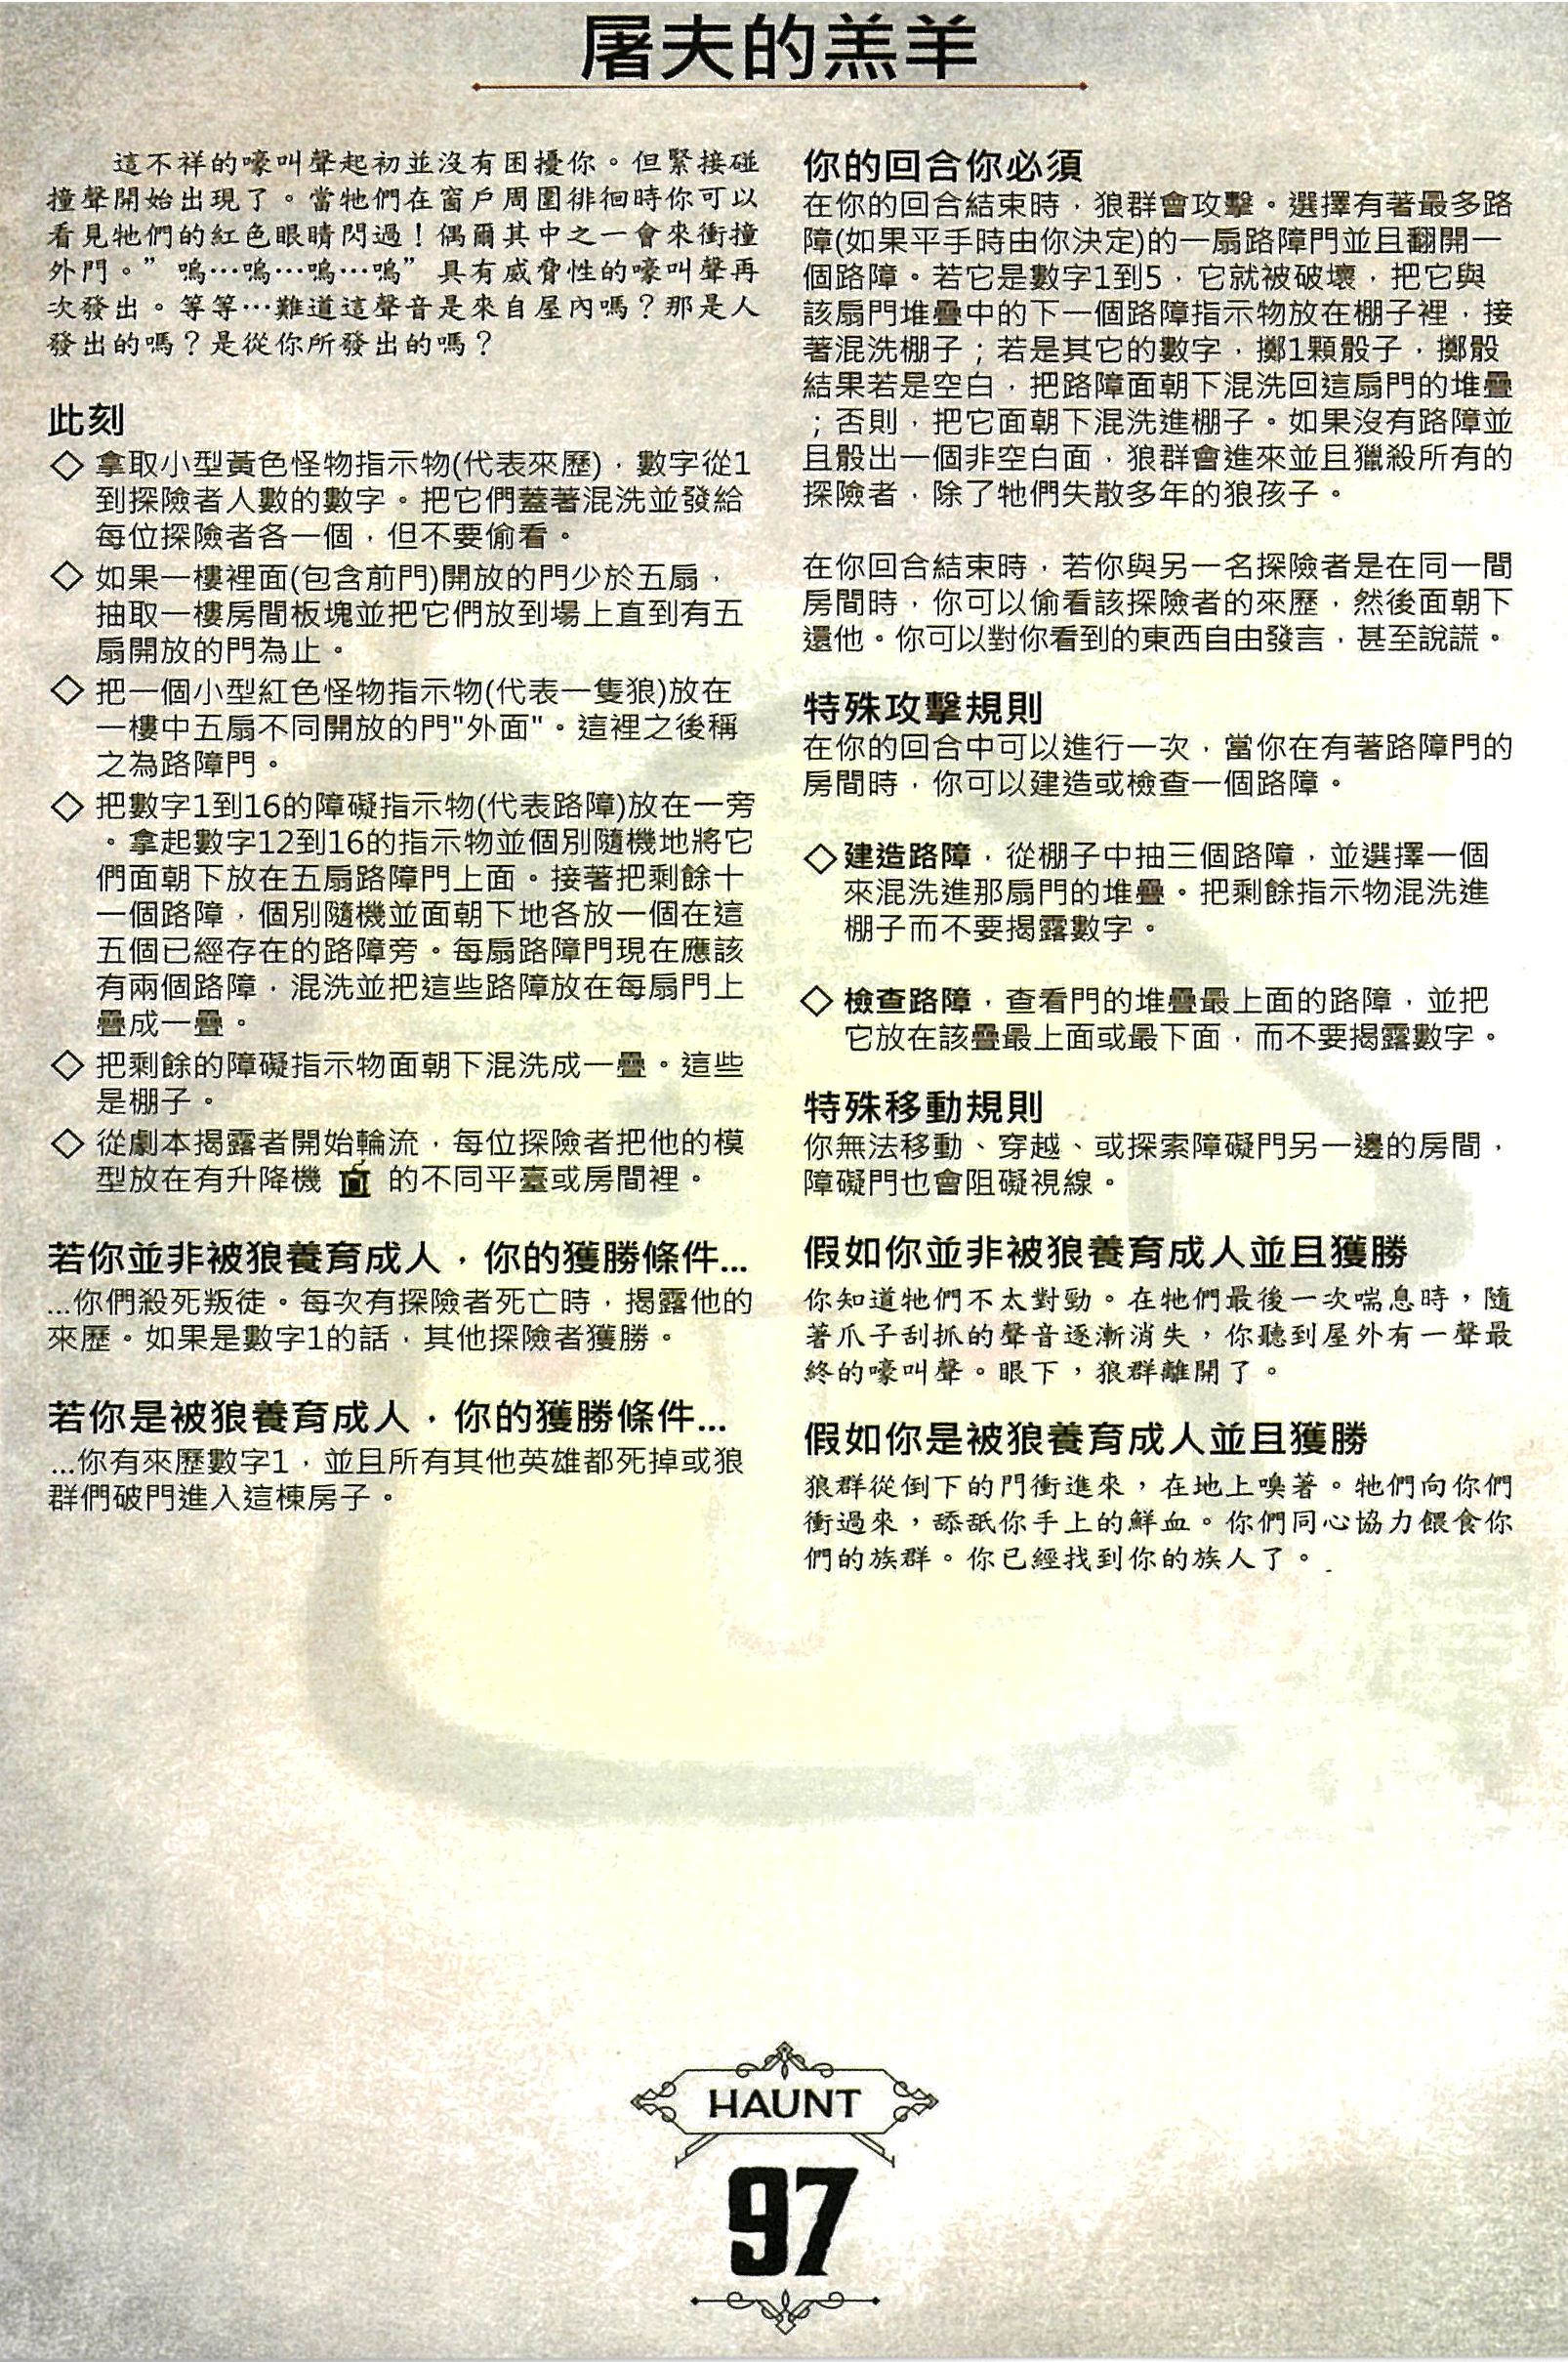 屠夫的羔羊
這不祥的嚎叫聲起初並沒有困擾你。但緊接碰
撞聲開始出現了。當牠們在窗戶周圍徘徊時你可以
看見牠們的紅色眼睛閃過！偶爾其中之一會來衝撞
外門。”嗚…嗚…嗚…嗚”具有威脅性的嚎叫聲再
次發出。等等…難道這聲音是來自屋內嗎？那是人
發出的嗎？是從你所發出的嗎？
此刻
◇ 拿取小型黃色怪物指示物(代表來歷)，數字從1
到探險者人數的數字。把它們蓋著混洗並發給
每位探險者各一個，但不要偷看。
◇ 如果一樓裡面(包含前門)開放的門少於五扇，
抽取一樓房間板塊並把它們放到場上直到有五
扇開放的門為止。
◇ 把一個小型紅色怪物指示物(代表一隻狼)放在
一樓中五扇不同開放的門"外面"。這裡之後稱
之為路障門。
◇ 把數字1到16的障礙指示物(代表路障)放在一旁
。拿起數字12到16的指示物並個別隨機地將它
們面朝下放在五扇路障門上面。接著把剩餘十
一個路障，個別隨機並面朝下地各放一個在這
五個已經存在的路障旁。每扇路障門現在應該
有兩個路障，混洗並把這些路障放在每扇門上
疊成一疊。
◇ 把剩餘的障礙指示物面朝下混洗成一疊。這些
是棚子。
◇ 從劇本揭露者開始輪流，每位探險者把他的模
型放在有升降機 的不同平臺或房間裡。
若你並非被狼養育成人，你的獲勝條件...
...你們殺死叛徒。每次有探險者死亡時，揭露他的
來歷。如果是數字1的話，其他探險者獲勝。
若你是被狼養育成人，你的獲勝條件...
...你有來歷數字1，並且所有其他英雄都死掉或狼
群們破門進入這棟房子。
你的回合你必須
在你的回合結束時，狼群會攻擊。選擇有著最多路
障(如果平手時由你決定)的一扇路障門並且翻開一
個路障。若它是數字1到5，它就被破壞，把它與
該扇門堆疊中的下一個路障指示物放在棚子裡，接
著混洗棚子；若是其它的數字，擲1顆骰子，擲骰
結果若是空白，把路障面朝下混洗回這扇門的堆疊
；否則，把它面朝下混洗進棚子。如果沒有路障並
且骰出一個非空白面，狼群會進來並且獵殺所有的
探險者，除了牠們失散多年的狼孩子。
在你回合結束時，若你與另一名探險者是在同一間
房間時，你可以偷看該探險者的來歷，然後面朝下
還他。你可以對你看到的東西自由發言，甚至說謊。
特殊攻擊規則
在你的回合中可以進行一次，當你在有著路障門的
房間時，你可以建造或檢查一個路障。
◇ 建造路障，從棚子中抽三個路障，並選擇一個
來混洗進那扇門的堆疊。把剩餘指示物混洗進
棚子而不要揭露數字。
◇ 檢查路障，查看門的堆疊最上面的路障，並把
它放在該疊最上面或最下面，而不要揭露數字。
特殊移動規則
你無法移動、穿越、或探索障礙門另一邊的房間，
障礙門也會阻礙視線。
假如你並非被狼養育成人並且獲勝
你知道牠們不太對勁。在牠們最後一次喘息時，隨
著爪子刮抓的聲音逐漸消失，你聽到屋外有一聲最
終的嚎叫聲。眼下，狼群離開了。
假如你是被狼養育成人並且獲勝
狼群從倒下的門衝進來，在地上嗅著。牠們向你們
衝過來，舔舐你手上的鮮血。你們同心協力餵食你
們的族群。你已經找到你的族人了。
HAUNT
97